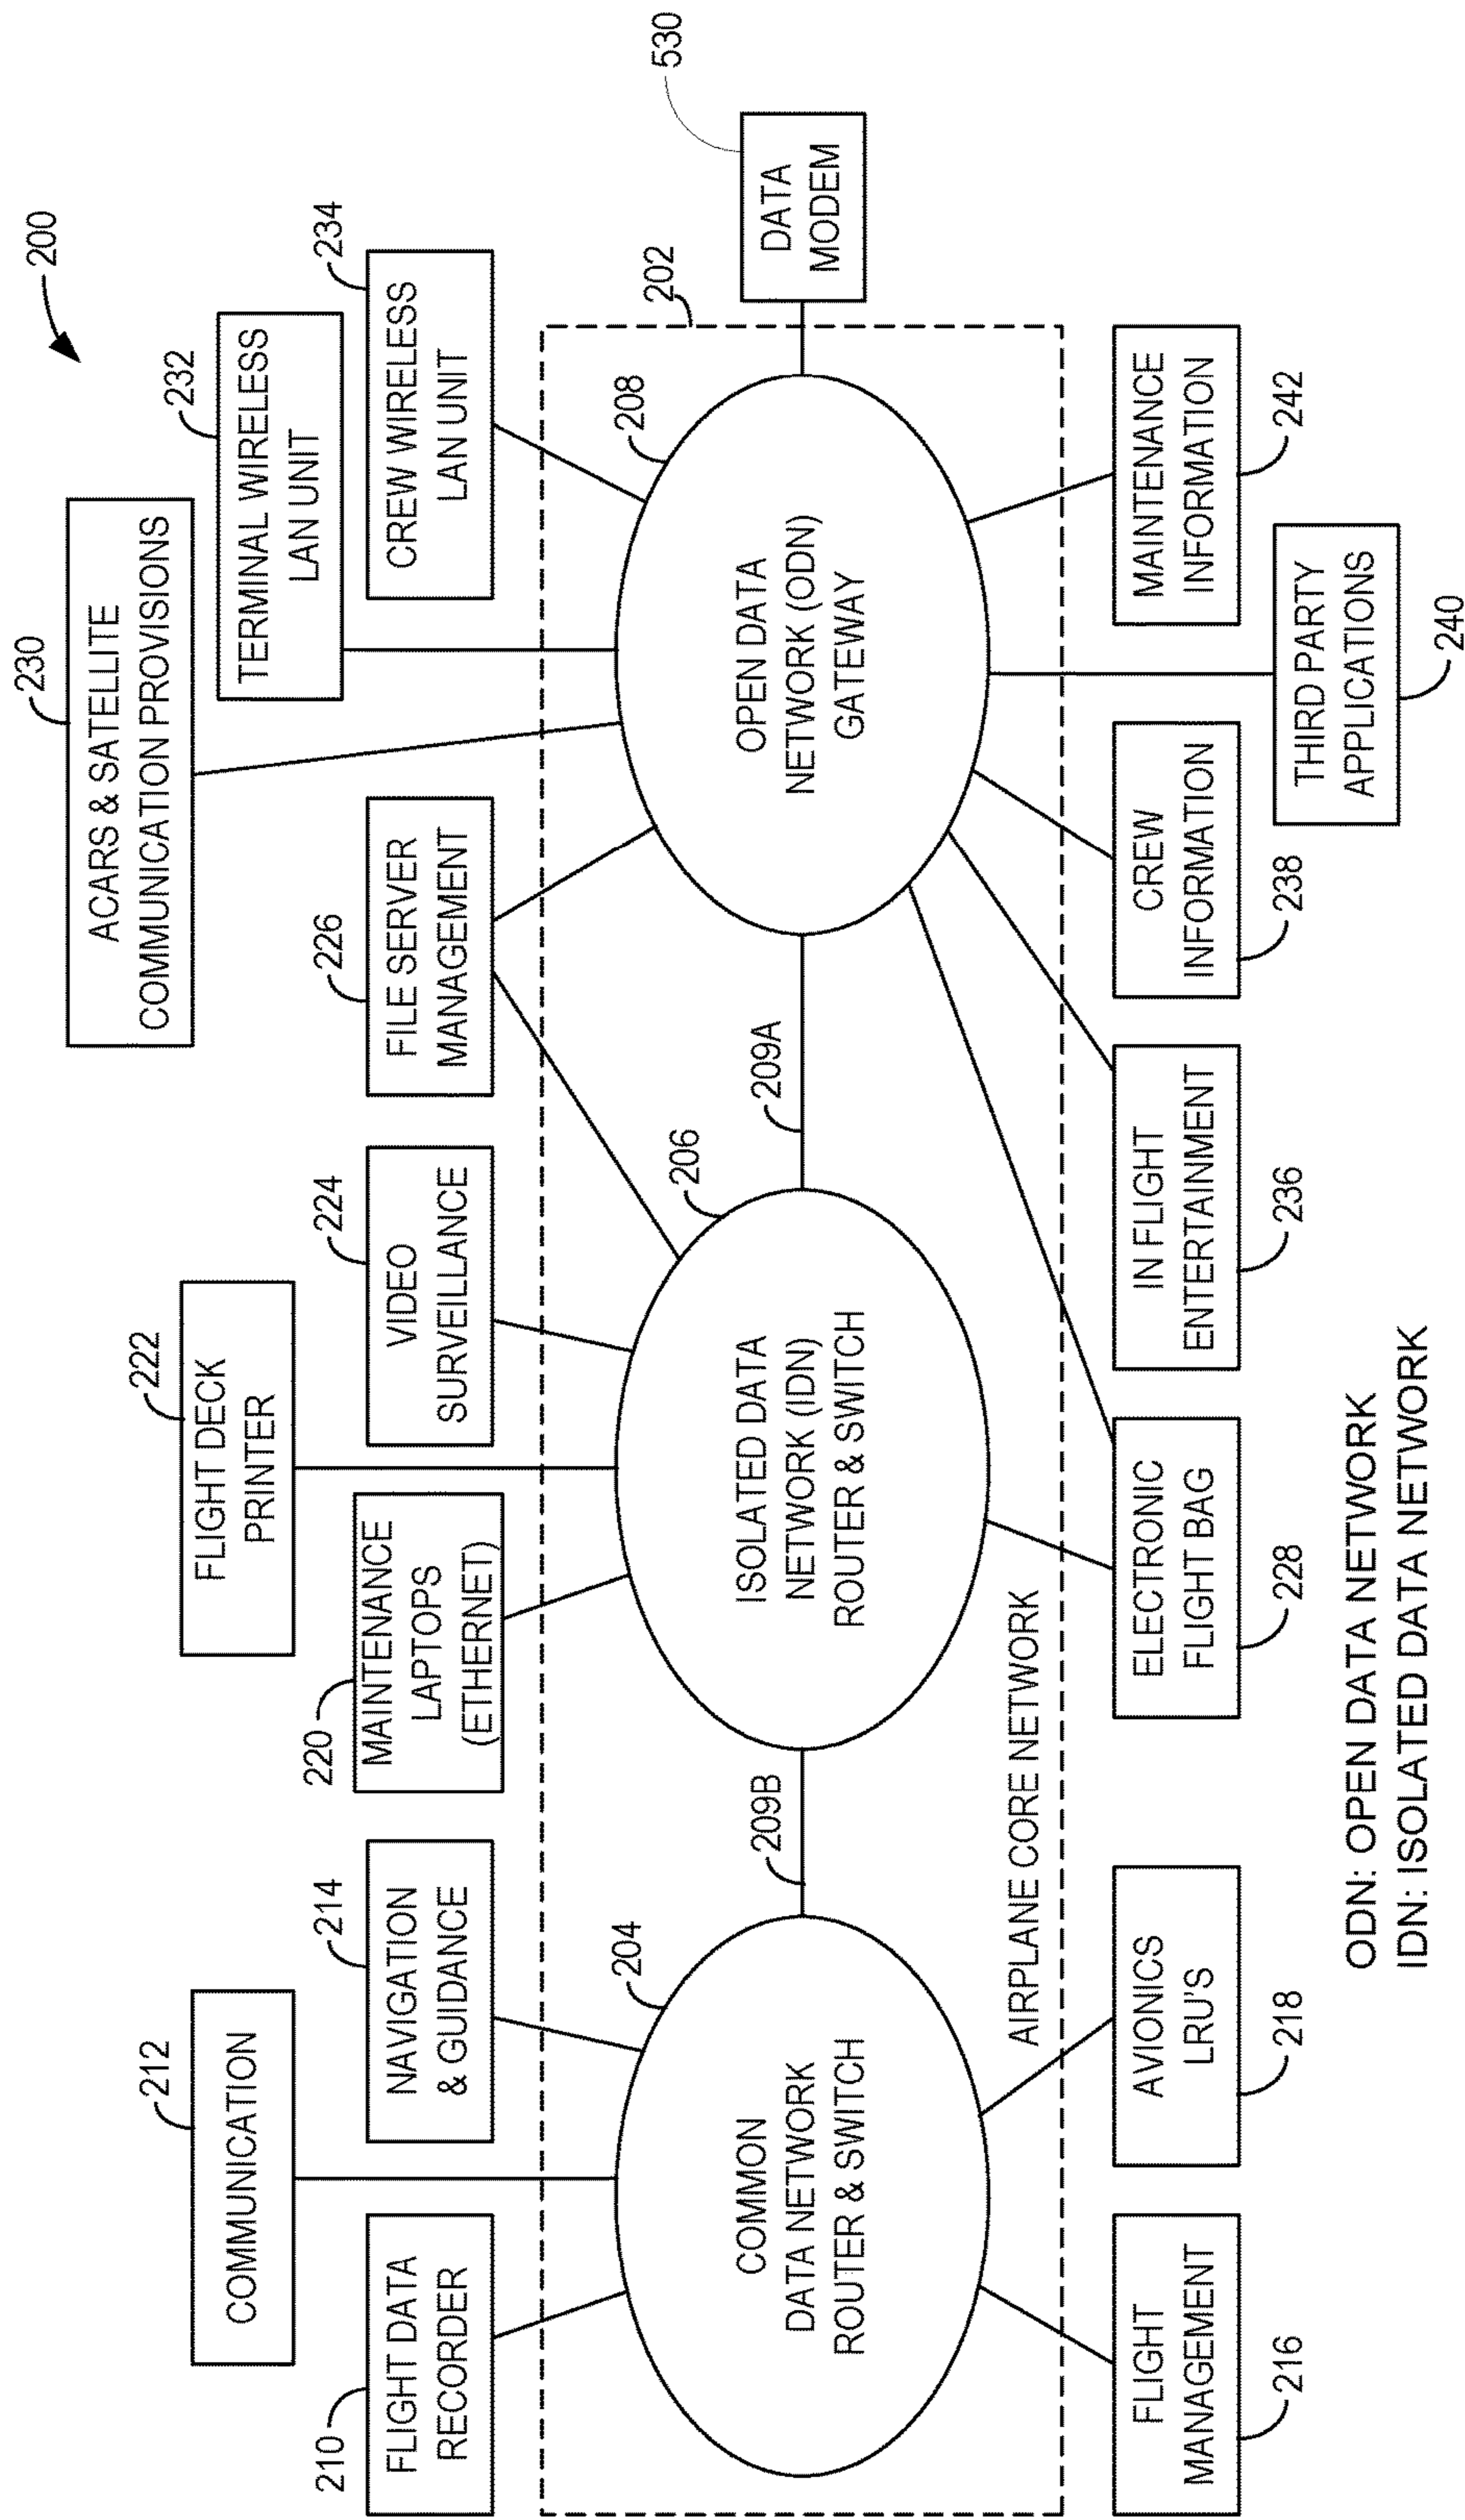 200
230
ACARS & SATELLITE
COMMUNICATION PROVISIONS
232
TERMINAL WIRELESS
LAN UNIT
212
COMMUNICATION
222
FLIGHT DECK
PRINTER
210
FLIGHT DATA
RECORDER
214
NAVIGATION
& GUIDANCE
220
MAINTENANCE
LAPTOPS
(ETHERNET)
224
VIDEO
SURVEILLANCE
226
FILE SERVER
MANAGEMENT
234
CREW WIRELESS
LAN UNIT
202
530
DATA
MODEM
204
COMMON
DATA NETWORK
ROUTER & SWITCH
209B
206
ISOLATED DATA
NETWORK (IDN)
ROUTER & SWITCH
209A
208
OPEN DATA
NETWORK (ODN)
GATEWAY
AIRPLANE CORE NETWORK
FLIGHT
MANAGEMENT
216
AVIONICS
LRU'S
218
ELECTRONIC
FLIGHT BAG
228
IN FLIGHT
ENTERTAINMENT
236
CREW
INFORMATION
238
MAINTENANCE
INFORMATION
242
THIRD PARTY
APPLICATIONS
240
ODN: OPEN DATA NETWORK
IDN: ISOLATED DATA NETWORK